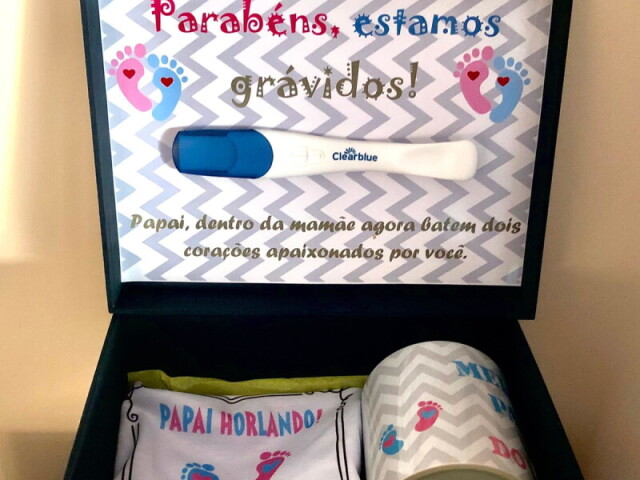 Parabéns, estamos
grávidos!
Clearblue
Papai, dentro da mamãe agora batem dois
corações apaixonados por você.
PAPAI HORLANDO!